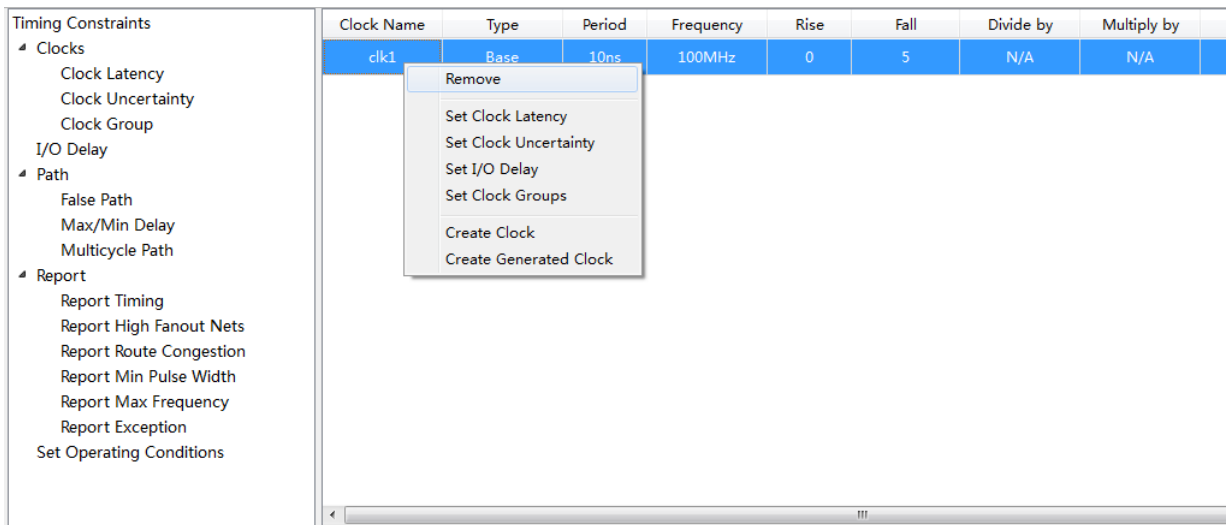 Timing Constraints
Clocks
Clock Latency
Clock Uncertainty
Clock Group
I/O Delay
Path
False Path
Max/Min Delay
Multicycle Path
Report
Report Timing
Report High Fanout Nets
Report Route Congestion
Report Min Pulse Width
Report Max Frequency
Report Exception
Set Operating Conditions
Clock Name Type Period Frequency Rise Fall Divide by Multiply by
clk1 Base 10ns 100MHz 0 5 N/A N/A
Remove
Set Clock Latency
Set Clock Uncertainty
Set I/O Delay
Set Clock Groups
Create Clock
Create Generated Clock